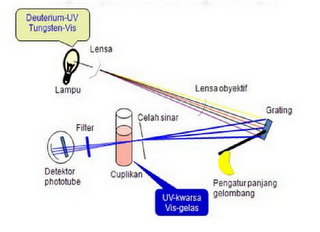 Deuterium-UV
Tungsten-Vis
Lensa
Lampu
Lensa obyektif
Grating
Celah sinar
Filter
Detektor
phototube
Cuplikan
Pengatur panjang
gelombang
UV-kwarsa
Vis-gelas